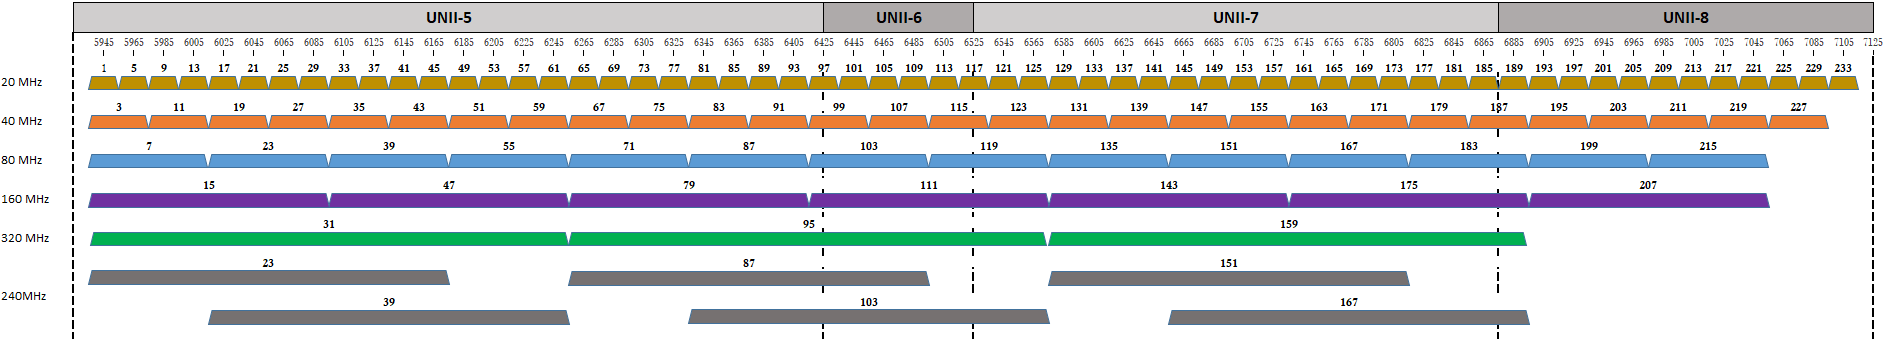 UNII-5 UNII-6 UNII-7 UNII-8
5945 5965 5985 6005 6025 6045 6065 6085 6105 6125 6145 6165 6185 6205 6225 6245 6265 6285 6305 6325 6345 6365 6385 6405 6425 6445 6465 6485 6505 6525 6545 6565 6585 6605 6625 6645 6665 6685 6705 6725 6745 6765 6785 6805 6825 6845 6865 6885 6905 6925 6945 6965 6985 7005 7025 7045 7065 7085 7105 7125
1 5 9 13 17 21 25 29 33 37 41 45 49 53 57 61 65 69 73 77 81 85 89 93 97 101 105 109 113 117 121 125 129 133 137 141 145 149 153 157 161 165 169 173 177 181 185 189 193 197 201 205 209 213 217 221 225 229 233
20 MHz
3 11 19 27 35 43 51 59 67 75 83 91 99 107 115 123 131 139 147 155 163 171 179 187 195 203 211 219 227
40 MHz
7 23 39 55 71 87 103 119 135 151 167 183 199 215
80 MHz
15 47 79 111 143 175 207
160 MHz
31 95 159
320 MHz
23 87 151
240MHz
39 103 167